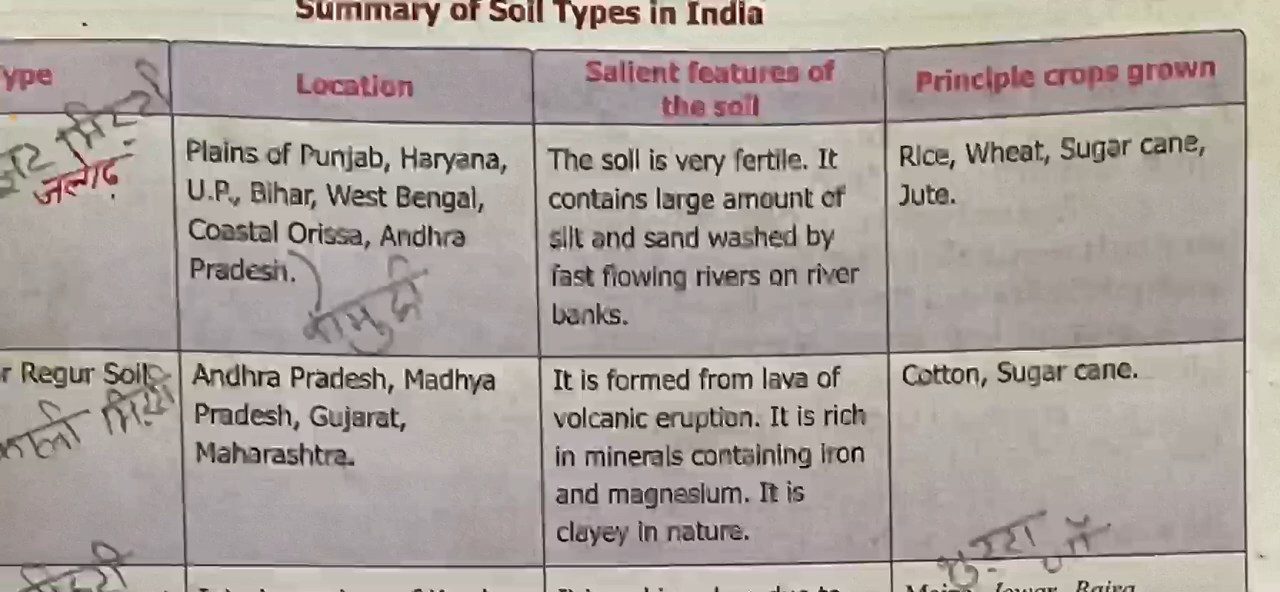 Summary of Soil Types in India
ype
Location
Salient features of
the soil
Principle crops grown
जलोढ़
Plains of Punjab, Haryana,
U.P., Bihar, West Bengal,
Coastal Orissa, Andhra
Pradesh.
The soil is very fertile. It
contains large amount of
silt and sand washed by
fast flowing rivers on river
banks.
Rice, Wheat, Sugar cane,
Jute.
r Regur Soil
Andhra Pradesh, Madhya
Pradesh, Gujarat,
Maharashtra.
It is formed from lava of
volcanic eruption. It is rich
in minerals containing iron
and magnesium. It is
clayey in nature.
Cotton, Sugar cane.
Jowar, Bajra